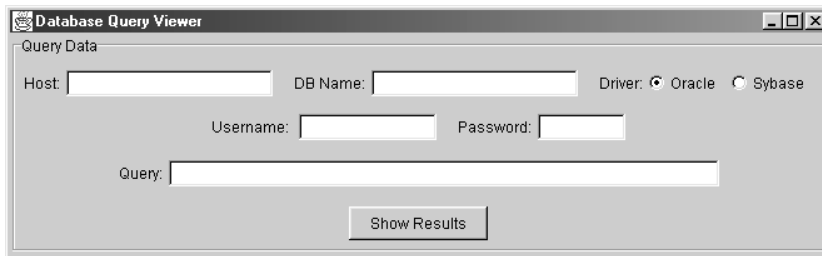 Database Query Viewer
Query Data
Host: DB Name: Driver: Oracle Sybase
Username: Password:
Query:
Show Results